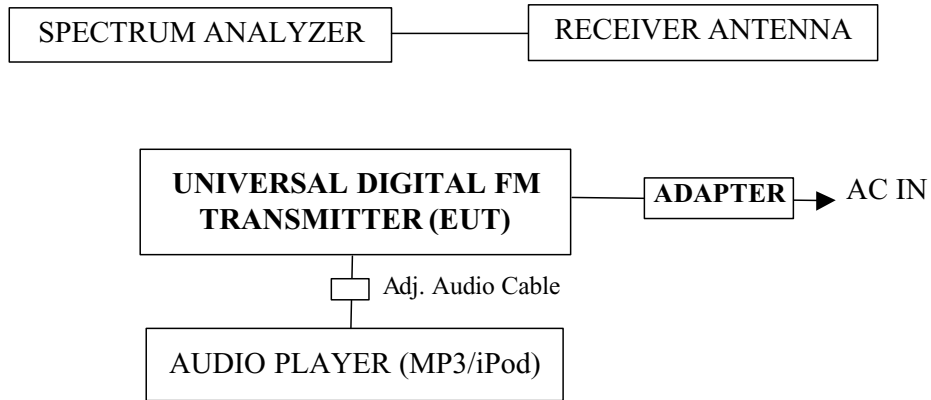 SPECTRUM ANALYZER
RECEIVER ANTENNA
UNIVERSAL DIGITAL FM
TRANSMITTER (EUT)
ADAPTER
AC IN
Adj. Audio Cable
AUDIO PLAYER (MP3/iPod)